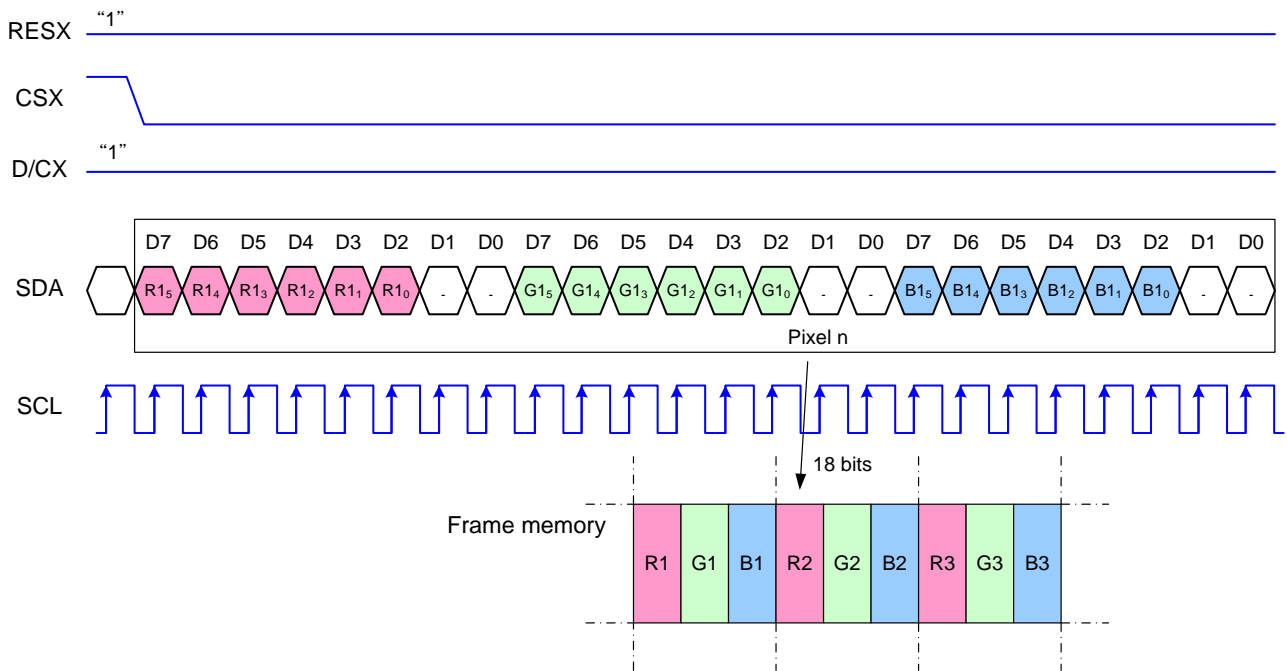 RESX “1”
CSX
D/CX “1”
D7 D6 D5 D4 D3 D2 D1 D0 D7 D6 D5 D4 D3 D2 D1 D0 D7 D6 D5 D4 D3 D2 D1 D0
SDA R1₅ R1₄ R1₃ R1₂ R1₁ R1₀ - - G1₅ G1₄ G1₃ G1₂ G1₁ G1₀ - - B1₅ B1₄ B1₃ B1₂ B1₁ B1₀ - -
Pixel n
SCL
18 bits
Frame memory
R1 G1 B1 R2 G2 B2 R3 G3 B3